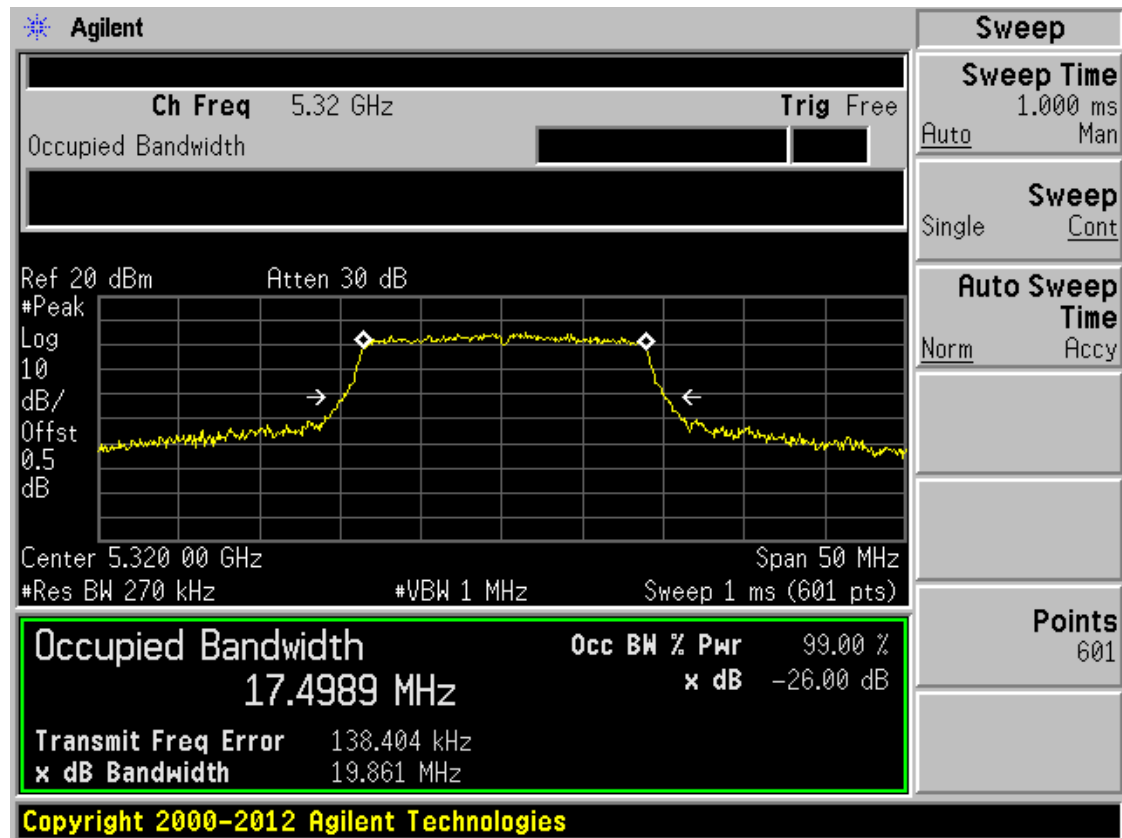 Agilent
Sweep
Ch Freq 5.32 GHz Trig Free
Occupied Bandwidth
Sweep Time
1.000 ms
Auto Man
Sweep
Single Cont
Auto Sweep
Time
Norm Accy
Points
601
Ref 20 dBm Atten 30 dB
#Peak
Log
10
dB/
Offst
0.5
dB
Center 5.320 00 GHz Span 50 MHz
#Res BW 270 kHz #VBW 1 MHz Sweep 1 ms (601 pts)
Occupied Bandwidth
17.4989 MHz
Occ BW % Pwr 99.00 %
x dB -26.00 dB
Transmit Freq Error 138.404 kHz
x dB Bandwidth 19.861 MHz
Copyright 2000-2012 Agilent Technologies